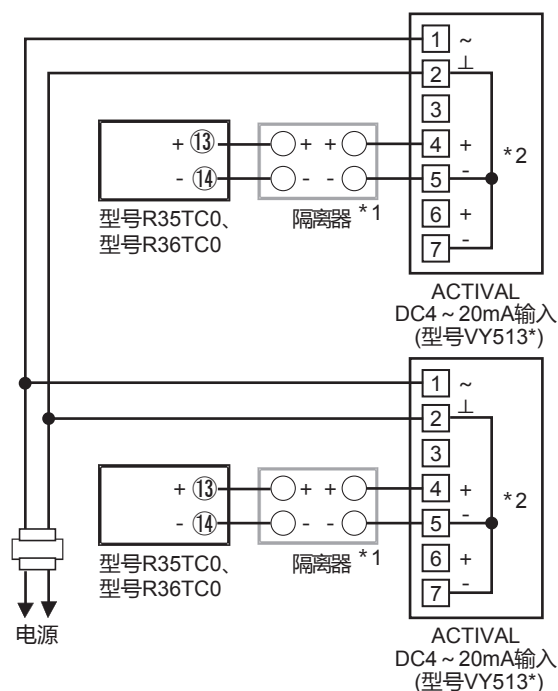 1 ~
2 ⊥
3
+ ⑬ + + 4 +
- ⑭ - - 5 -
*2
6 +
7 -
型号R35TC0、
型号R36TC0
隔离器 *1
ACTIVAL
DC4～20mA输入
(型号VY513*)
1 ~
2 ⊥
3
+ ⑬ + + 4 +
- ⑭ - - 5 -
*2
6 +
7 -
型号R35TC0、
型号R36TC0
隔离器 *1
电源
ACTIVAL
DC4～20mA输入
(型号VY513*)